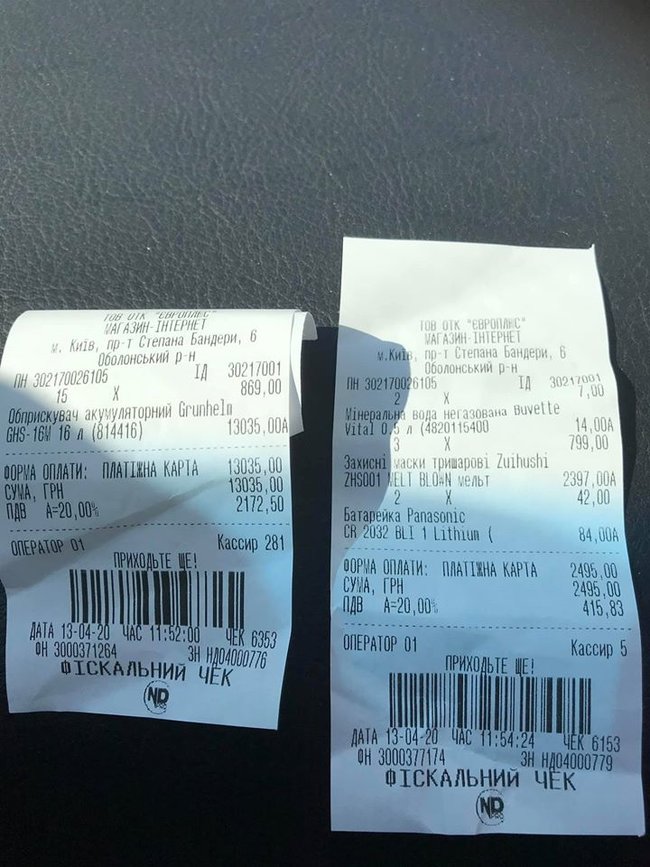 ТОВ ОТК "ЄВРОПЛЮС"
МАГАЗИН-ІНТЕРНЕТ
м. Київ, пр-т Степана Бандери, 6
Оболонський р-н
ПН 302170026105 ІД 30217001
15 X 869,00
Обприскувач акумуляторний Grunhelm
GHS-16M 16 л (814416) 13035,00А
ФОРМА ОПЛАТИ: ПЛАТІЖНА КАРТА 13035,00
СУМА, ГРН 13035,00
ПДВ А=20,00% 2172,50
ОПЕРАТОР 01 Кассир 281
ПРИХОДЬТЕ ЩЕ!
ДАТА 13-04-20 ЧАС 11:52:00 ЧЕК 6353
ФН 3000371264 ЗН НД04000776
ФІСКАЛЬНИЙ ЧЕК
ND
ТОВ ОТК "ЄВРОПЛЮС"
МАГАЗИН-ІНТЕРНЕТ
м.Київ, пр-т Степана Бандери, 6
Оболонський р-н
ПН 302170026105 ІД 30217001
2 X 7,00
Мінеральна вода негазована Buvette
Vital 0,5 л (4820115400 14,00А
3 X 799,00
Захисні маски тришарові Zuihushi
ZHS001 MELT BLOWN мельт 2397,00А
2 X 42,00
Батарейка Panasonic
CR 2032 BLI 1 Lithium ( 84,00А
ФОРМА ОПЛАТИ: ПЛАТІЖНА КАРТА 2495,00
СУМА, ГРН 2495,00
ПДВ А=20,00% 415,83
ОПЕРАТОР 01 Кассир 5
ПРИХОДЬТЕ ЩЕ!
ДАТА 13-04-20 ЧАС 11:54:24 ЧЕК 6153
ФН 3000377174 ЗН НД04000779
ФІСКАЛЬНИЙ ЧЕК
ND